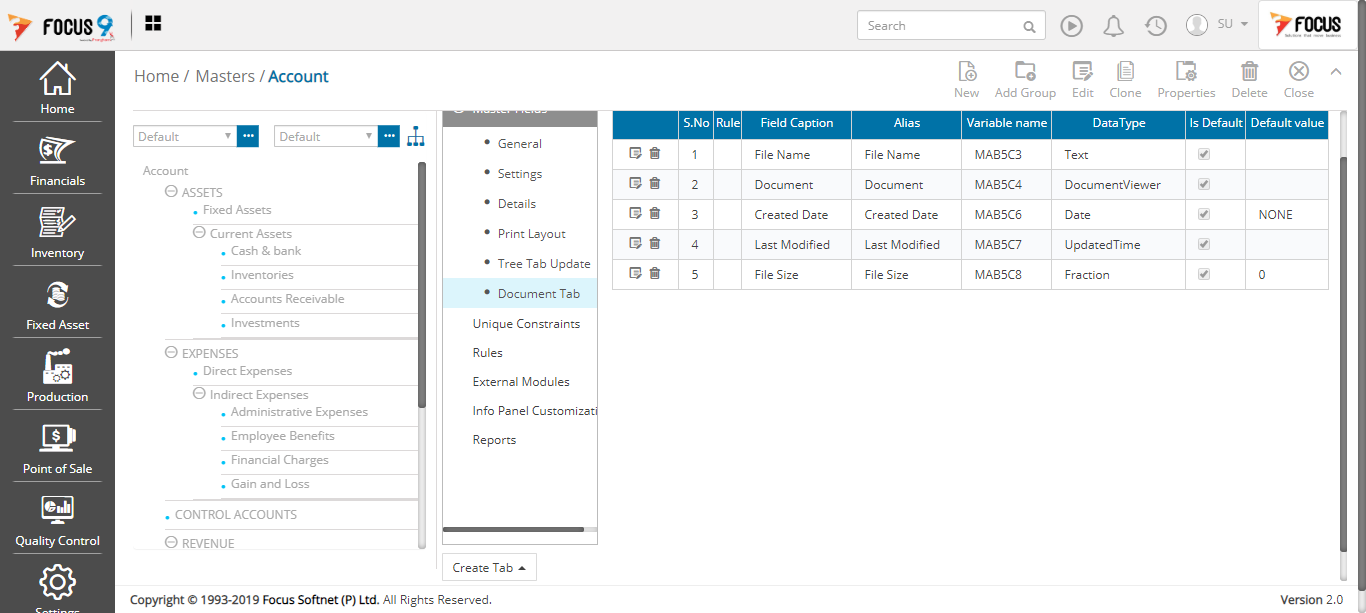 FOCUS 9
Search
SU
FOCUS
Home / Masters / Account
New
Add Group
Edit
Clone
Properties
Delete
Close
Home
Financials
Inventory
Fixed Asset
Production
Point of Sale
Quality Control
Settings
Default
Default
Account
ASSETS
Fixed Assets
Current Assets
Cash & bank
Inventories
Accounts Receivable
Investments
EXPENSES
Direct Expenses
Indirect Expenses
Administrative Expenses
Employee Benefits
Financial Charges
Gain and Loss
CONTROL ACCOUNTS
REVENUE
Master Fields
General
Settings
Details
Print Layout
Tree Tab Update
Document Tab
Unique Constraints
Rules
External Modules
Info Panel Customizati
Reports
Create Tab
S.No Rule Field Caption Alias Variable name DataType Is Default Default value
1 File Name File Name MAB5C3 Text
2 Document Document MAB5C4 DocumentViewer
3 Created Date Created Date MAB5C6 Date NONE
4 Last Modified Last Modified MAB5C7 UpdatedTime
5 File Size File Size MAB5C8 Fraction 0
Copyright © 1993-2019 Focus Softnet (P) Ltd. All Rights Reserved.
Version 2.0